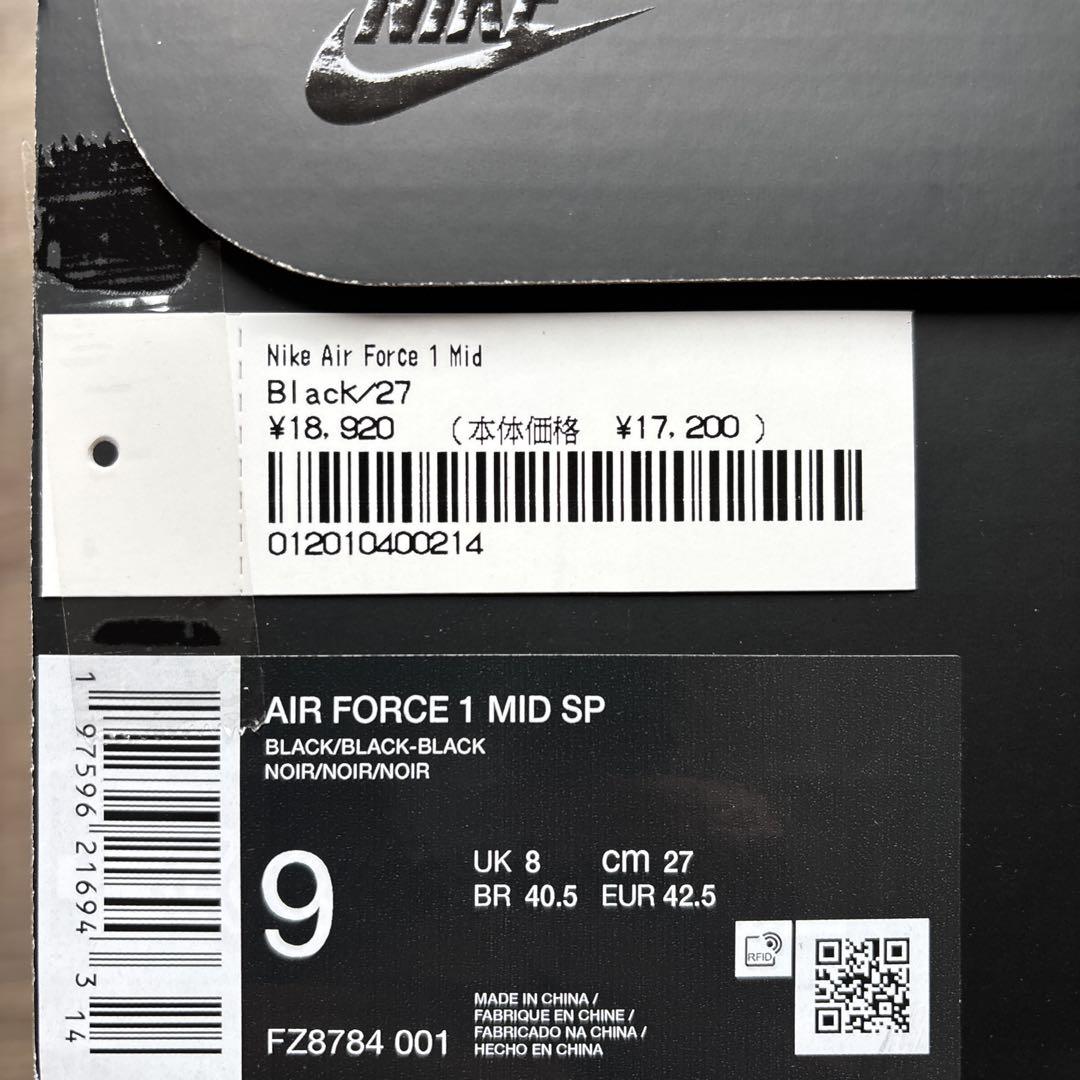 NIKE
Nike Air Force 1 Mid
Black/27
¥18,920 (本体価格 ¥17,200 )
012010400214
AIR FORCE 1 MID SP
BLACK/BLACK-BLACK
NOIR/NOIR/NOIR
9
UK 8 cm 27
BR 40.5 EUR 42.5
RFID
FZ8784 001
MADE IN CHINA /
FABRIQUE EN CHINE /
FABRICADO NA CHINA /
HECHO EN CHINA
1 97596 21694 3 14